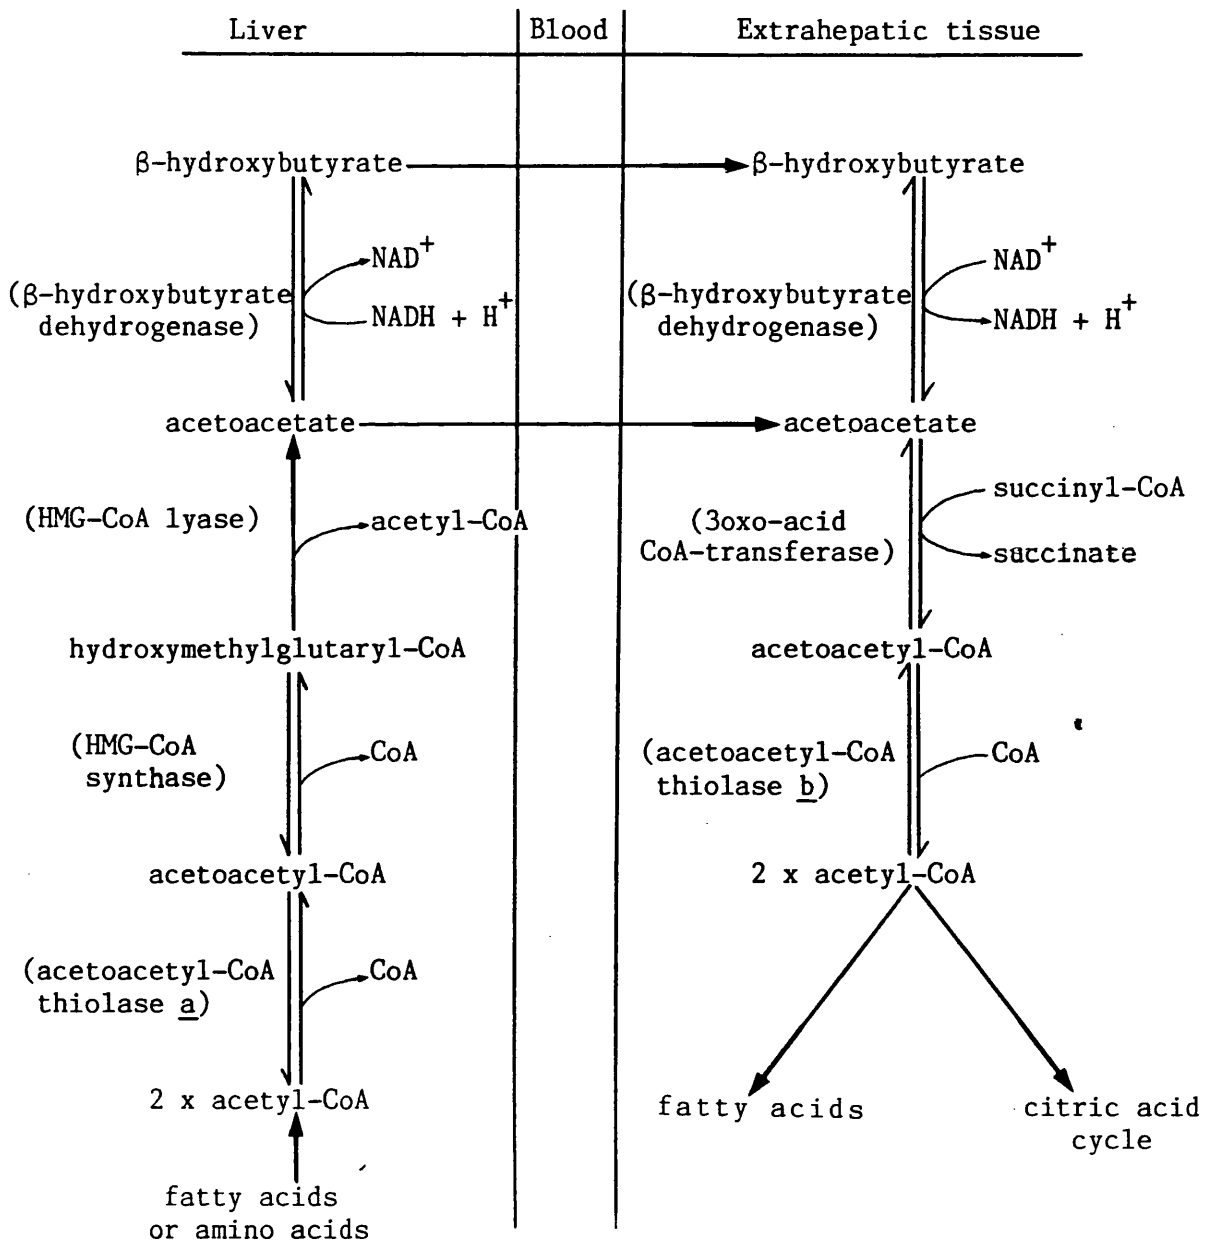 Liver
Blood
Extrahepatic tissue
β-hydroxybutyrate
β-hydroxybutyrate
NAD+
NAD+
(β-hydroxybutyrate
dehydrogenase)
NADH + H+
(β-hydroxybutyrate
dehydrogenase)
NADH + H+
acetoacetate
acetoacetate
(HMG-CoA lyase)
acetyl-CoA
(3oxo-acid
CoA-transferase)
succinyl-CoA
succinate
hydroxymethylglutaryl-CoA
acetoacetyl-CoA
(HMG-CoA
synthase)
CoA
(acetoacetyl-CoA
thiolase b)
CoA
acetoacetyl-CoA
2 x acetyl-CoA
(acetoacetyl-CoA
thiolase a)
CoA
2 x acetyl-CoA
fatty acids
citric acid
cycle
fatty acids
or amino acids